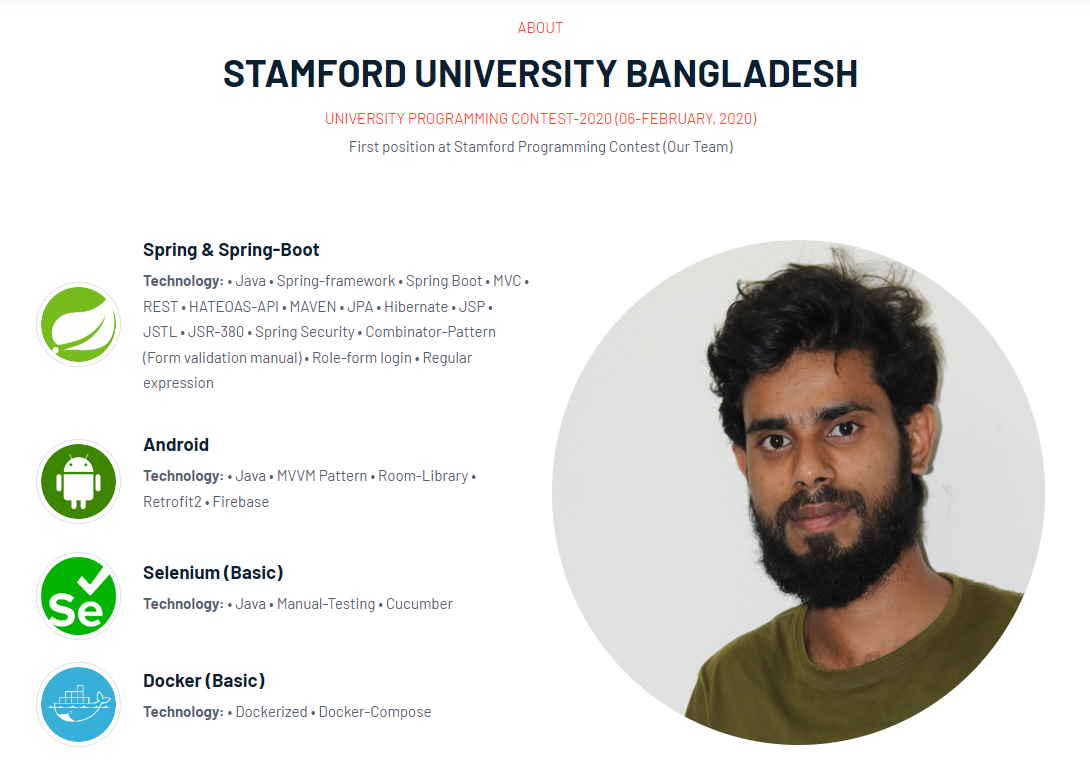 ABOUT
STAMFORD UNIVERSITY BANGLADESH
UNIVERSITY PROGRAMMING CONTEST-2020 (06-FEBRUARY, 2020)
First position at Stamford Programming Contest (Our Team)
Spring & Spring-Boot
Technology: • Java • Spring-framework • Spring Boot • MVC •
REST • HATEOAS-API • MAVEN • JPA • Hibernate • JSP •
JSTL • JSR-380 • Spring Security • Combinator-Pattern
(Form validation manual) • Role-form login • Regular
expression
Android
Technology: • Java • MVVM Pattern • Room-Library •
Retrofit2 • Firebase
Se
Selenium (Basic)
Technology: • Java • Manual-Testing • Cucumber
Docker (Basic)
Technology: • Dockerized • Docker-Compose